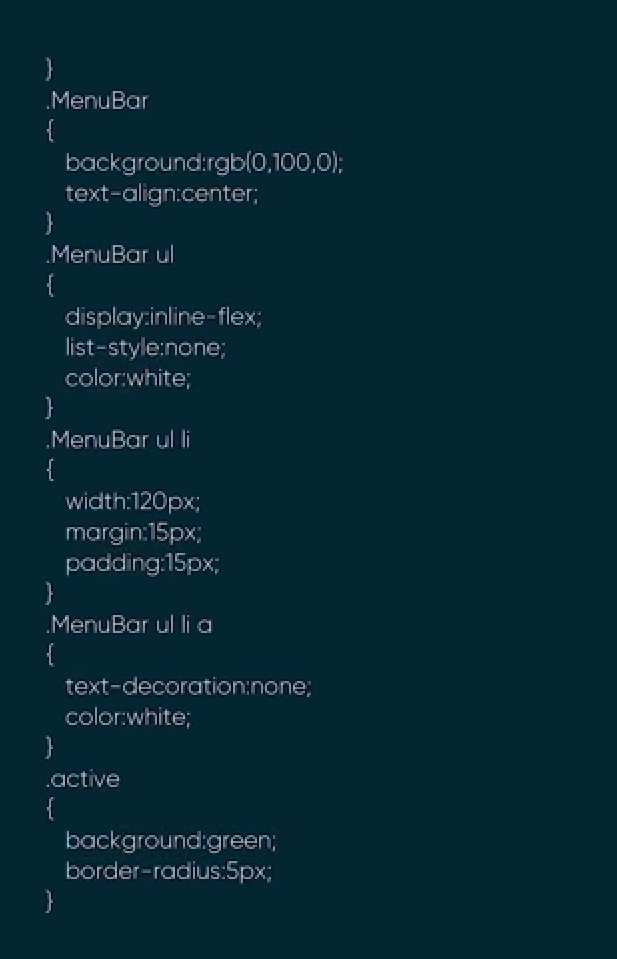 }
.MenuBar
{
background:rgb(0,100,0);
text-align:center;
}
.MenuBar ul
{
display:inline-flex;
list-style:none;
color:white;
}
.MenuBar ul li
{
width:120px;
margin:15px;
padding:15px;
}
.MenuBar ul li a
{
text-decoration:none;
color:white;
}
.active
{
background:green;
border-radius:5px;
}